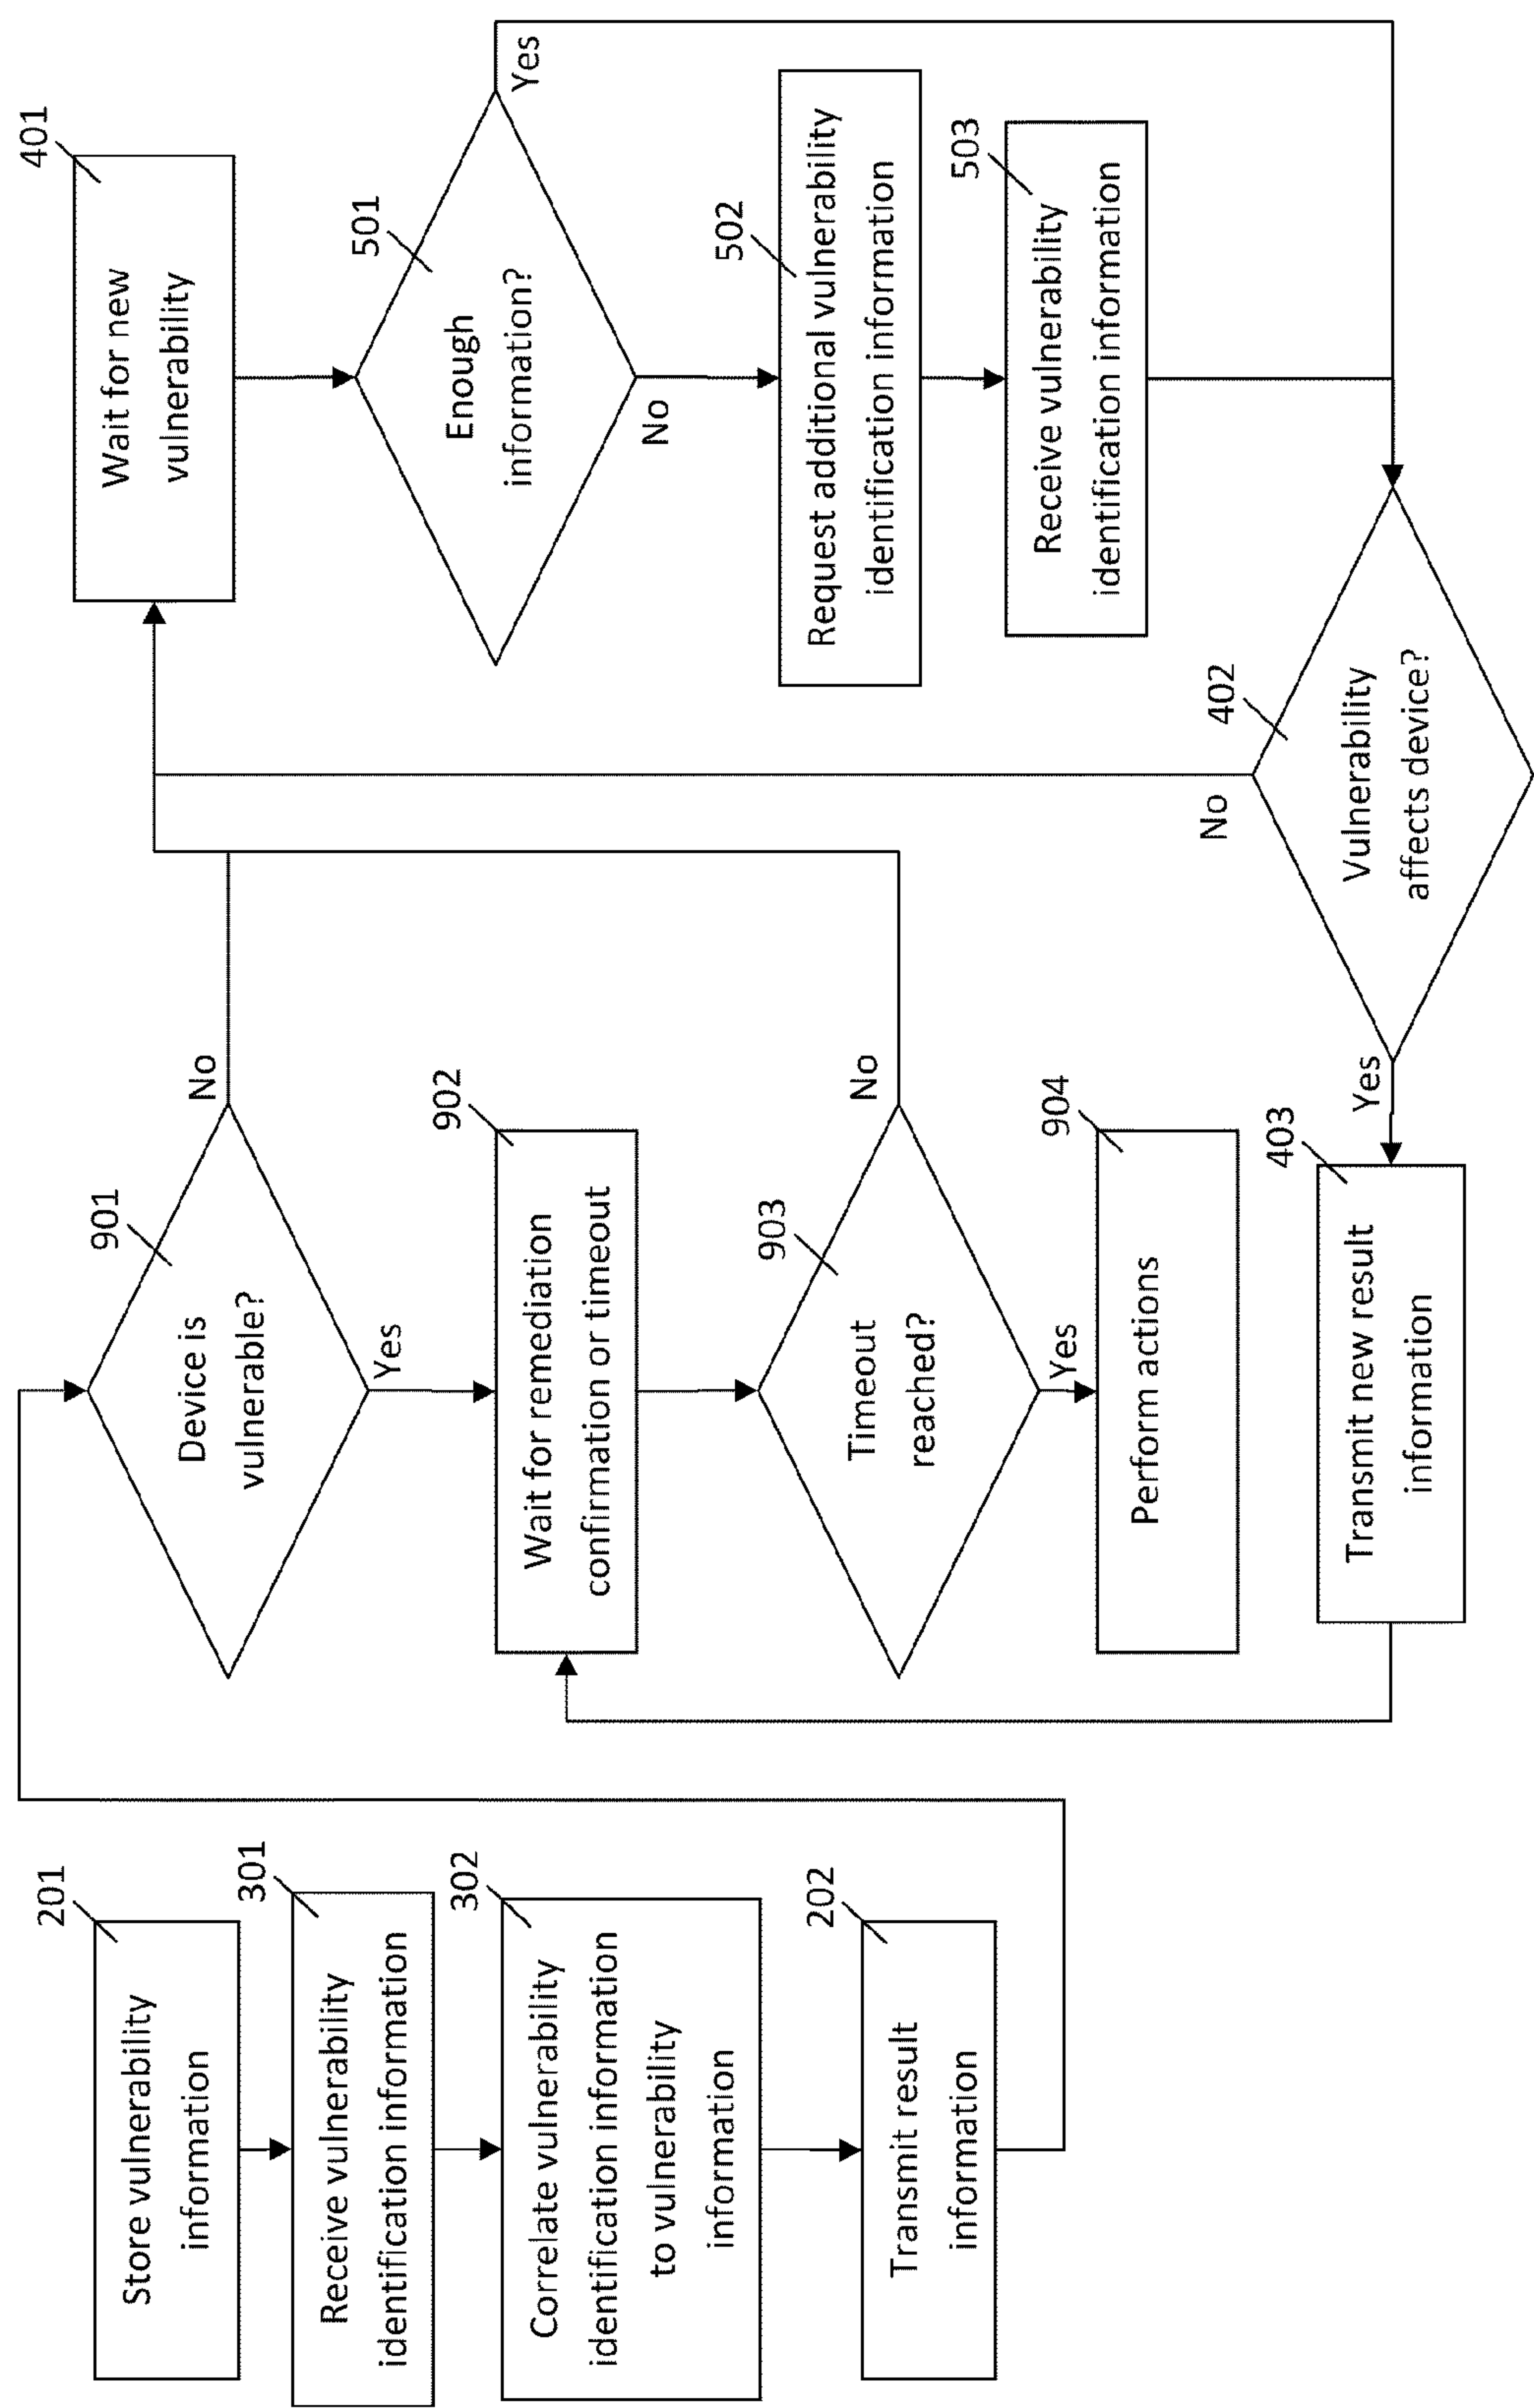 201
Store vulnerability
information
301
Receive vulnerability
identification information
302
Correlate vulnerability
identification information
to vulnerability
information
202
Transmit result
information
901
Device is
vulnerable?
No
Yes
902
Wait for remediation
confirmation or timeout
903
Timeout
reached?
No
Yes
904
Perform actions
403
Transmit new result
information
401
Wait for new
vulnerability
501
Enough
information?
Yes
No
502
Request additional vulnerability
identification information
503
Receive vulnerability
identification information
402
Vulnerability
affects device?
No
Yes